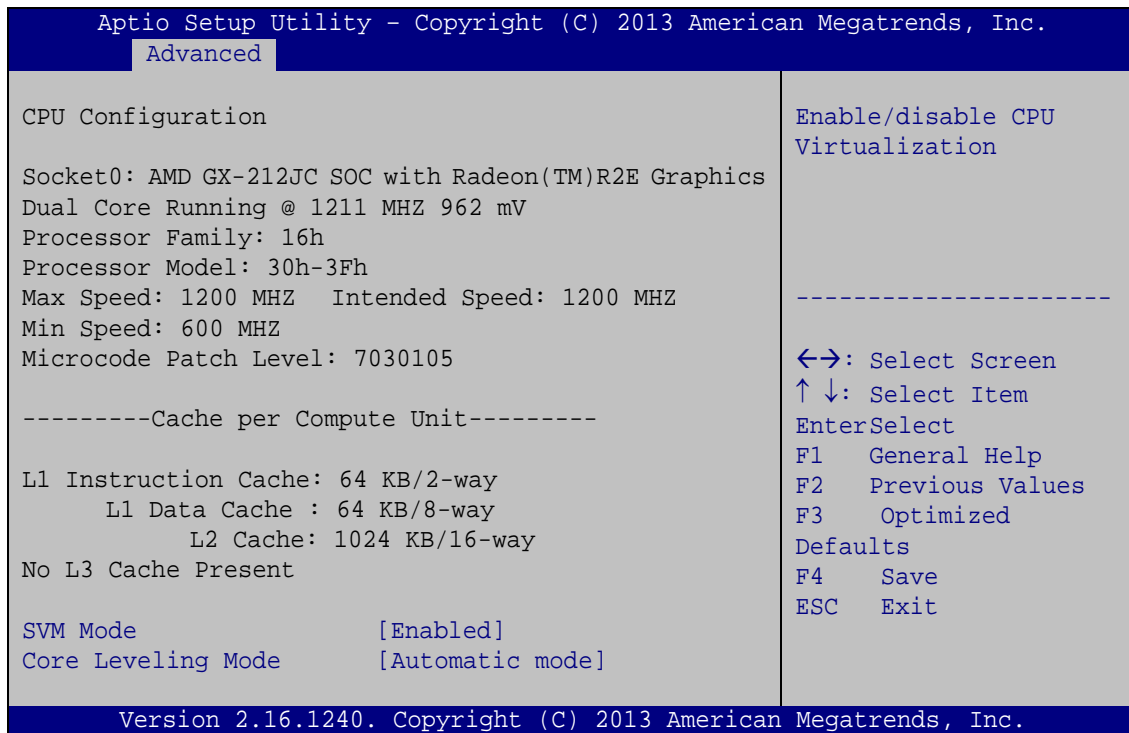 Aptio Setup Utility – Copyright (C) 2013 American Megatrends, Inc.
Advanced
CPU Configuration
Socket0: AMD GX-212JC SOC with Radeon(TM)R2E Graphics
Dual Core Running @ 1211 MHZ 962 mV
Processor Family: 16h
Processor Model: 30h-3Fh
Max Speed: 1200 MHZ Intended Speed: 1200 MHZ
Min Speed: 600 MHZ
Microcode Patch Level: 7030105
---------Cache per Compute Unit---------
L1 Instruction Cache: 64 KB/2-way
L1 Data Cache : 64 KB/8-way
L2 Cache: 1024 KB/16-way
No L3 Cache Present
SVM Mode [Enabled]
Core Leveling Mode [Automatic mode]
Enable/disable CPU
Virtualization
----------------------
←→: Select Screen
↑ ↓: Select Item
EnterSelect
F1 General Help
F2 Previous Values
F3 Optimized
Defaults
F4 Save
ESC Exit
Version 2.16.1240. Copyright (C) 2013 American Megatrends, Inc.